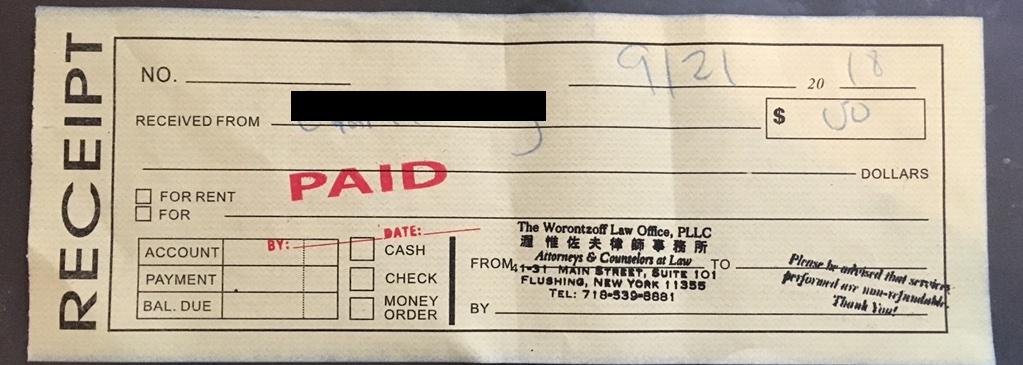 RECEIPT
NO.
9/21 20 18
RECEIVED FROM
$
DOLLARS
PAID
FOR RENT
FOR
BY: DATE:
ACCOUNT
PAYMENT
BAL. DUE
CASH
CHECK
MONEY ORDER
FROM
TO
BY
The Worontzoff Law Office, PLLC
渥惟佐夫律師事務所
Attorneys & Counselors at Law
41-31 MAIN STREET, SUITE 101
FLUSHING, NEW YORK 11355
TEL: 718-539-8881
Please be advised that services
performed are non-refundable.
Thank You!